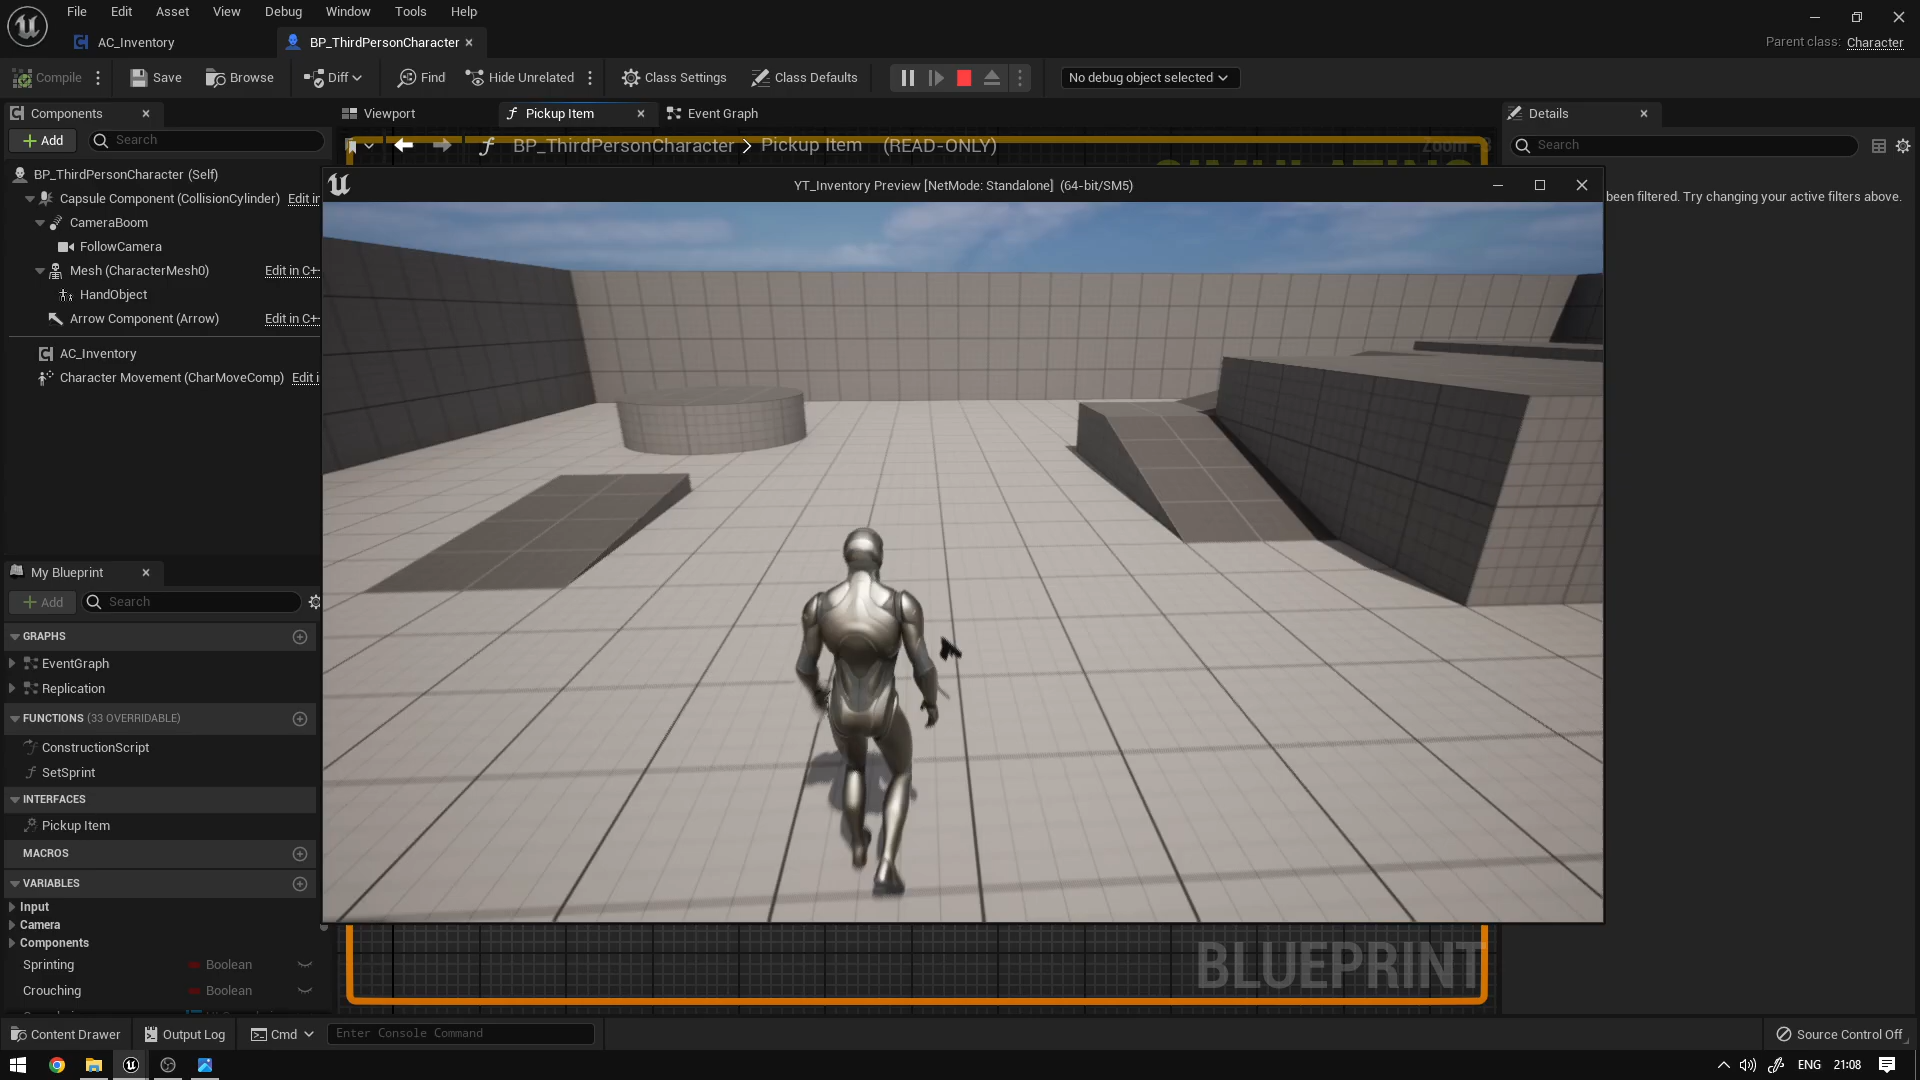 File Edit Asset View Debug Window Tools Help
AC_Inventory BP_ThirdPersonCharacter
Parent class: Character
Compile Save Browse Diff Find Hide Unrelated Class Settings Class Defaults No debug object selected
Components Viewport Pickup Item Event Graph Details
Add Search
BP_ThirdPersonCharacter > Pickup Item (READ-ONLY)
Search
BP_ThirdPersonCharacter (Self)
YT_Inventory Preview [NetMode: Standalone] (64-bit/SM5)
Capsule Component (CollisionCylinder) Edit in
been filtered. Try changing your active filters above.
CameraBoom
FollowCamera
Mesh (CharacterMesh0) Edit in C++
HandObject
Arrow Component (Arrow) Edit in C++
AC_Inventory
Character Movement (CharMoveComp) Edit i
My Blueprint
Add Search
GRAPHS
EventGraph
Replication
FUNCTIONS (33 OVERRIDABLE)
ConstructionScript
SetSprint
INTERFACES
Pickup Item
MACROS
VARIABLES
Input
Camera
Components
Sprinting Boolean
Crouching Boolean
BLUEPRINT
Content Drawer Output Log Cmd Enter Console Command Source Control Off
ENG 21:08